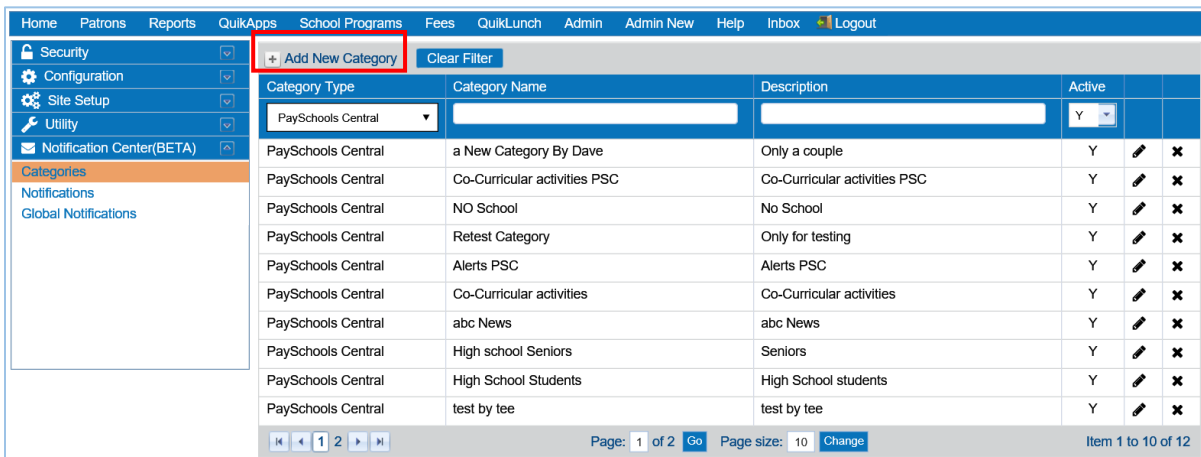 Home Patrons Reports QuikApps School Programs Fees QuikLunch Admin Admin New Help Inbox Logout
Security
Configuration
Site Setup
Utility
Notification Center(BETA)
Categories
Notifications
Global Notifications
+ Add New Category Clear Filter
Category Type Category Name Description Active
PaySchools Central Y
PaySchools Central a New Category By Dave Only a couple Y
PaySchools Central Co-Curricular activities PSC Co-Curricular activities PSC Y
PaySchools Central NO School No School Y
PaySchools Central Retest Category Only for testing Y
PaySchools Central Alerts PSC Alerts PSC Y
PaySchools Central Co-Curricular activities Co-Curricular activities Y
PaySchools Central abc News abc News Y
PaySchools Central High school Seniors Seniors Y
PaySchools Central High School Students High School students Y
PaySchools Central test by tee test by tee Y
1 2 Page: 1 of 2 Go Page size: 10 Change Item 1 to 10 of 12